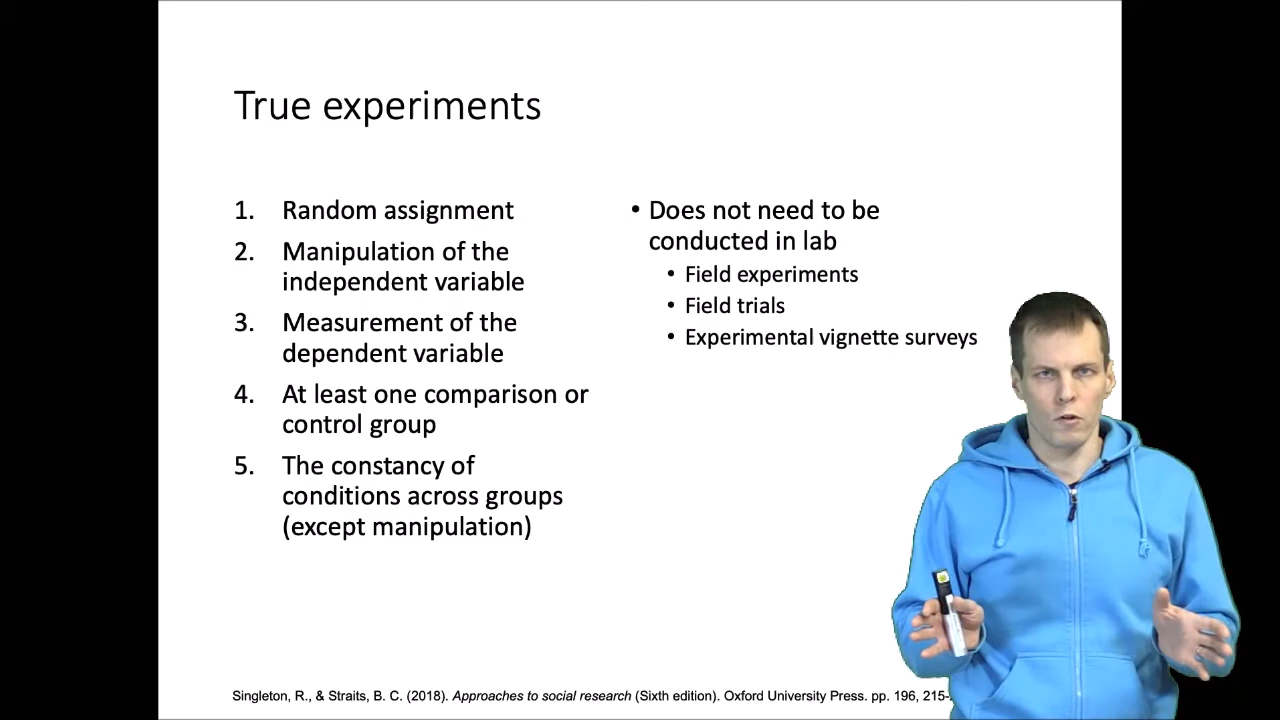 True experiments
1. Random assignment
2. Manipulation of the
independent variable
3. Measurement of the
dependent variable
4. At least one comparison or
control group
5. The constancy of
conditions across groups
(except manipulation)
• Does not need to be
conducted in lab
• Field experiments
• Field trials
• Experimental vignette surveys
Singleton, R., & Straits, B. C. (2018). Approaches to social research (Sixth edition). Oxford University Press. pp. 196, 215-